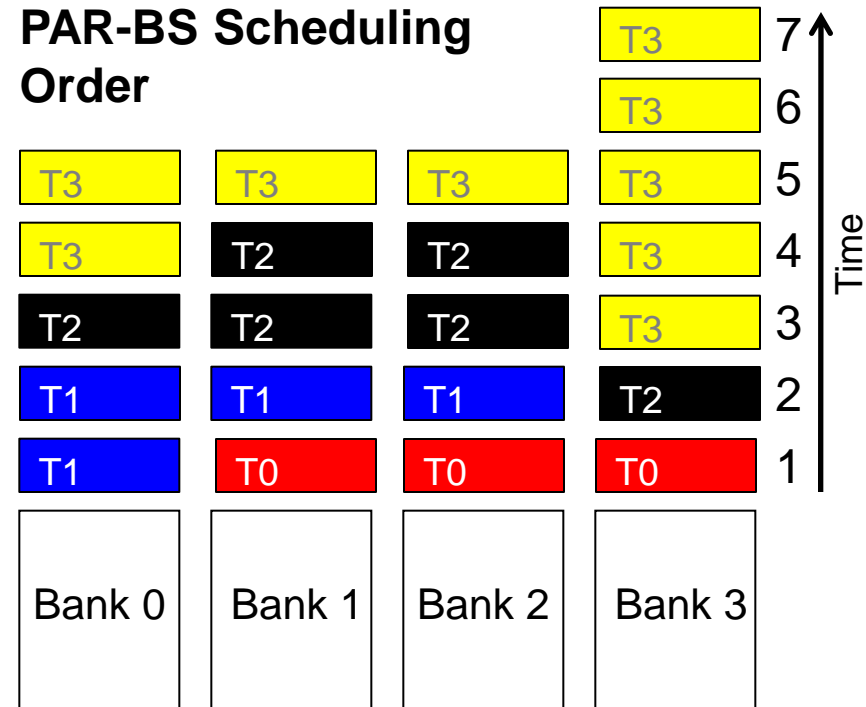 PAR-BS Scheduling
Order
T3 7
T3 6
T3 T3 T3 T3 5
T3 T2 T2 T3 4
T2 T2 T2 T3 3
T1 T1 T1 T2 2
T1 T0 T0 T0 1
Time
Bank 0 Bank 1 Bank 2 Bank 3